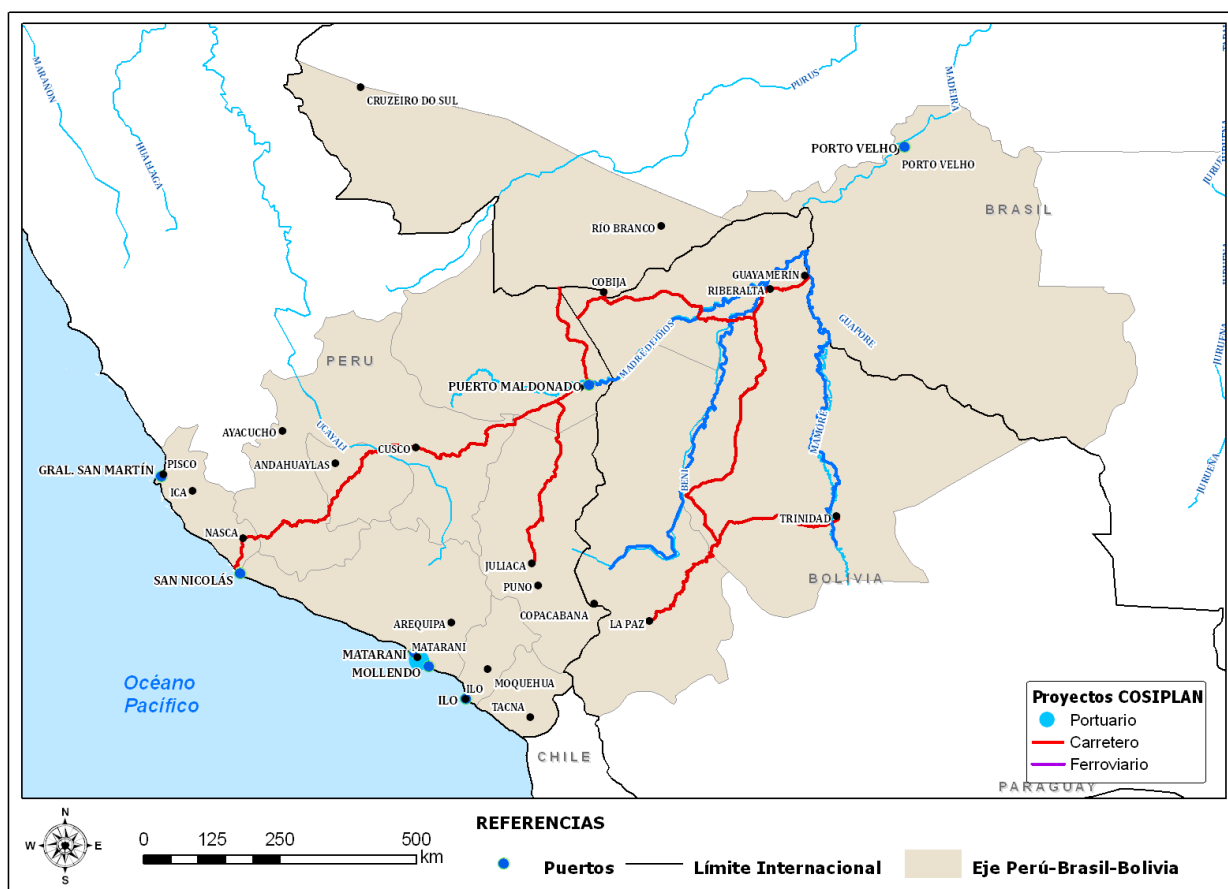 MARAÑON
HUALLAGA
PURUS
MADEIRA
CRUZEIRO DO SUL
PORTO VELHO
PORTO VELHO
BRASIL
RÍO BRANCO
COBIJA
GUAYAMERIN
RIBERALTA
GUAPORE
MADRE DE DIOS
PERU
PUERTO MALDONADO
UCAYALI
AYACUCHO
CUSCO
ANDAHUAYLAS
PISCO
GRAL. SAN MARTÍN
ICA
NASCA
SAN NICOLÁS
BENI
MAMORE
TRINIDAD
BOLIVIA
JULIACA
PUNO
COPACABANA
LA PAZ
AREQUIPA
MATARANI
MATARANI
MOLLENDO
MOQUEHUA
ILO
ILO
TACNA
Océano
Pacífico
CHILE
PARAGUAY
JURUENA
JURUEÑA
Proyectos COSIPLAN
Portuario
Carretero
Ferroviario
N
W
E
S
0 125 250 500
km
REFERENCIAS
Puertos
Límite Internacional
Eje Perú-Brasil-Bolivia